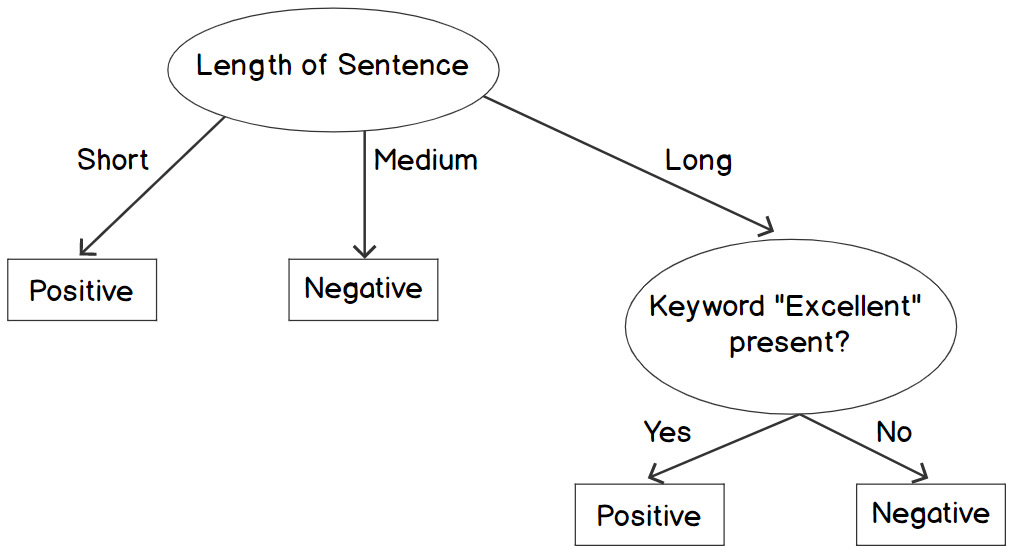 Length of Sentence
Short
Medium
Long
Positive
Negative
Keyword "Excellent"
present?
Yes
No
Positive
Negative